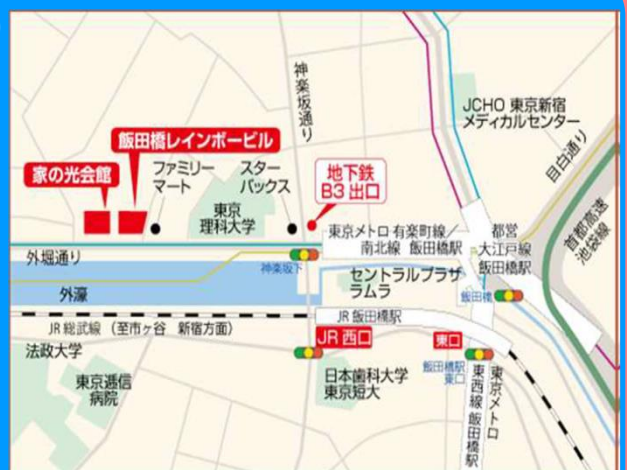 神楽坂通り
JCHO 東京新宿
メディカルセンター
目白通り
首都高速
池袋線
飯田橋レインボービル
家の光会館
ファミリー
マート
スター
バックス
地下鉄
B3 出口
東京
理科大学
東京メトロ 有楽町線/
南北線 飯田橋駅
都営
大江戸線
飯田橋駅
外堀通り
神楽坂下
セントラルプラザ
ラムラ
飯田橋
外濠
JR 飯田橋駅
JR 総武線 (至市ヶ谷 新宿方面)
JR 西口
東口
法政大学
飯田橋駅
東口
東京逓信
病院
日本歯科大学
東京短大
東京メトロ
東西線 飯田橋駅